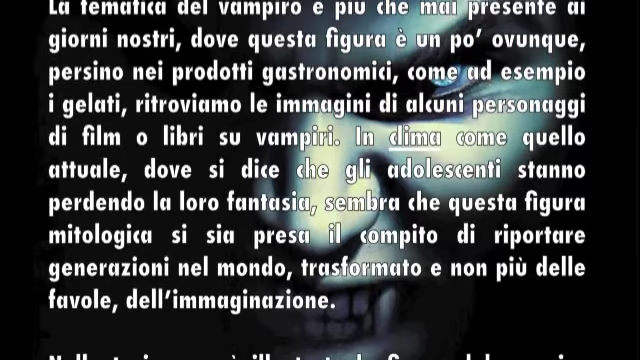 La tematica del vampiro è più che mai presente ai
giorni nostri, dove questa figura è un po’ ovunque,
persino nei prodotti gastronomici, come ad esempio
i gelati, ritroviamo le immagini di alcuni personaggi
di film o libri su vampiri. In clima come quello
attuale, dove si dice che gli adolescenti stanno
perdendo la loro fantasia, sembra che questa figura
mitologica si sia presa il compito di riportare
generazioni nel mondo, trasformato e non più delle
favole, dell’immaginazione.